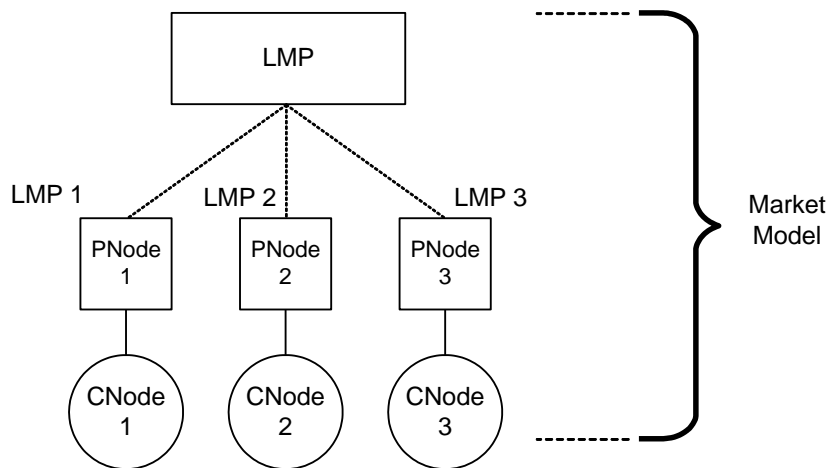 LMP
LMP 1
LMP 2
LMP 3
PNode
1
PNode
2
PNode
3
CNode
1
CNode
2
CNode
3
Market
Model